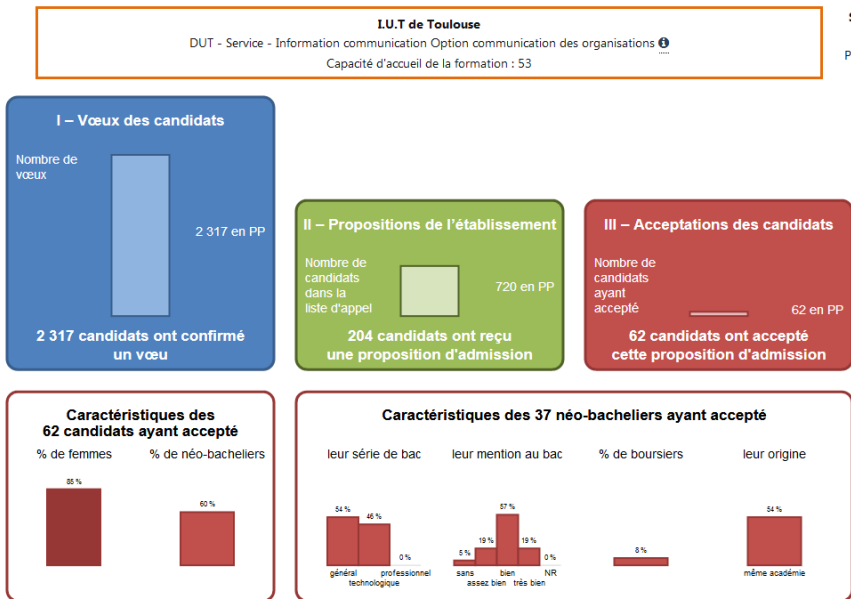 I.U.T de Toulouse
DUT - Service - Information communication Option communication des organisations
Capacité d'accueil de la formation : 53
S
P
I – Vœux des candidats
Nombre de
vœux
2 317 en PP
2 317 candidats ont confirmé
un vœu
II – Propositions de l'établissement
Nombre de
candidats
dans la
liste d'appel
720 en PP
204 candidats ont reçu
une proposition d'admission
III – Acceptations des candidats
Nombre de
candidats
ayant
accepté
62 en PP
62 candidats ont accepté
cette proposition d'admission
Caractéristiques des
62 candidats ayant accepté
% de femmes
85 %
% de néo-bacheliers
60 %
Caractéristiques des 37 néo-bacheliers ayant accepté
leur série de bac
54 %
46 %
0 %
général
professionnel
technologique
leur mention au bac
5 %
19 %
57 %
19 %
0 %
sans
bien
NR
assez bien
très bien
% de boursiers
8 %
leur origine
54 %
même académie